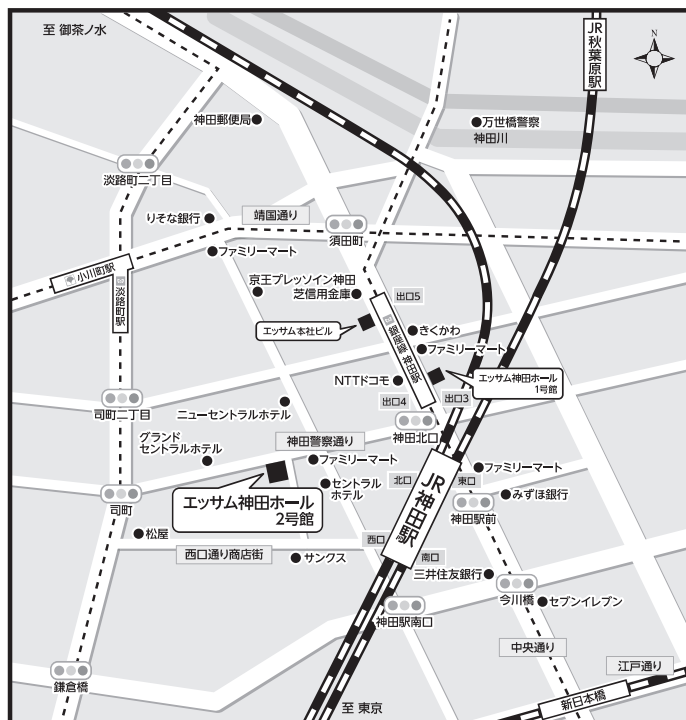 至 御茶ノ水
JR
秋葉原駅
N
神田郵便局
万世橋警察
神田川
淡路町二丁目
りそな銀行
靖国通り
須田町
ファミリーマート
小川町駅
淡路町駅
京王プレッソイン神田
芝信用金庫
出口5
エッサム本社ビル
銀座線 神田駅
きくかわ
ファミリーマート
NTTドコモ
エッサム神田ホール
1号館
出口4
出口3
司町二丁目
ニューセントラルホテル
神田北口
グランド
セントラルホテル
神田警察通り
ファミリーマート
北口
JR
神田駅
東口
ファミリーマート
セントラル
ホテル
みずほ銀行
司町
エッサム神田ホール
2号館
神田駅前
松屋
西口
西口通り商店街
サンクス
南口
三井住友銀行
今川橋
セブンイレブン
神田駅南口
中央通り
江戸通り
鎌倉橋
新日本橋
至 東京